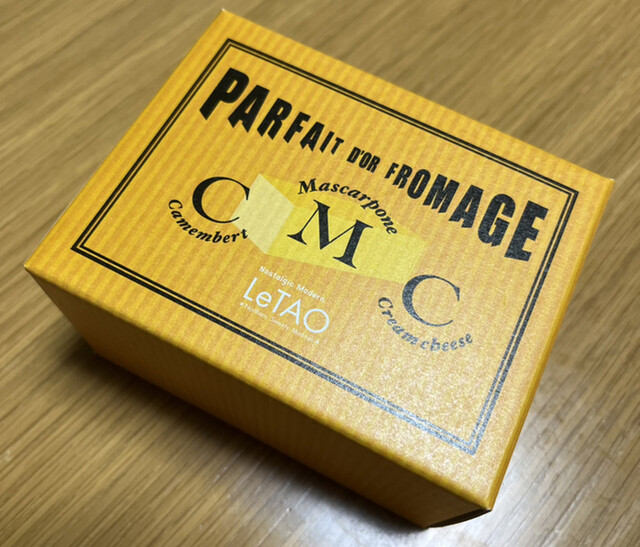 PARFAIT D'OR FROMAGE
C
Camembert
Mascarpone
M
C
Cream cheese
Nostalgic Modern
LeTAO